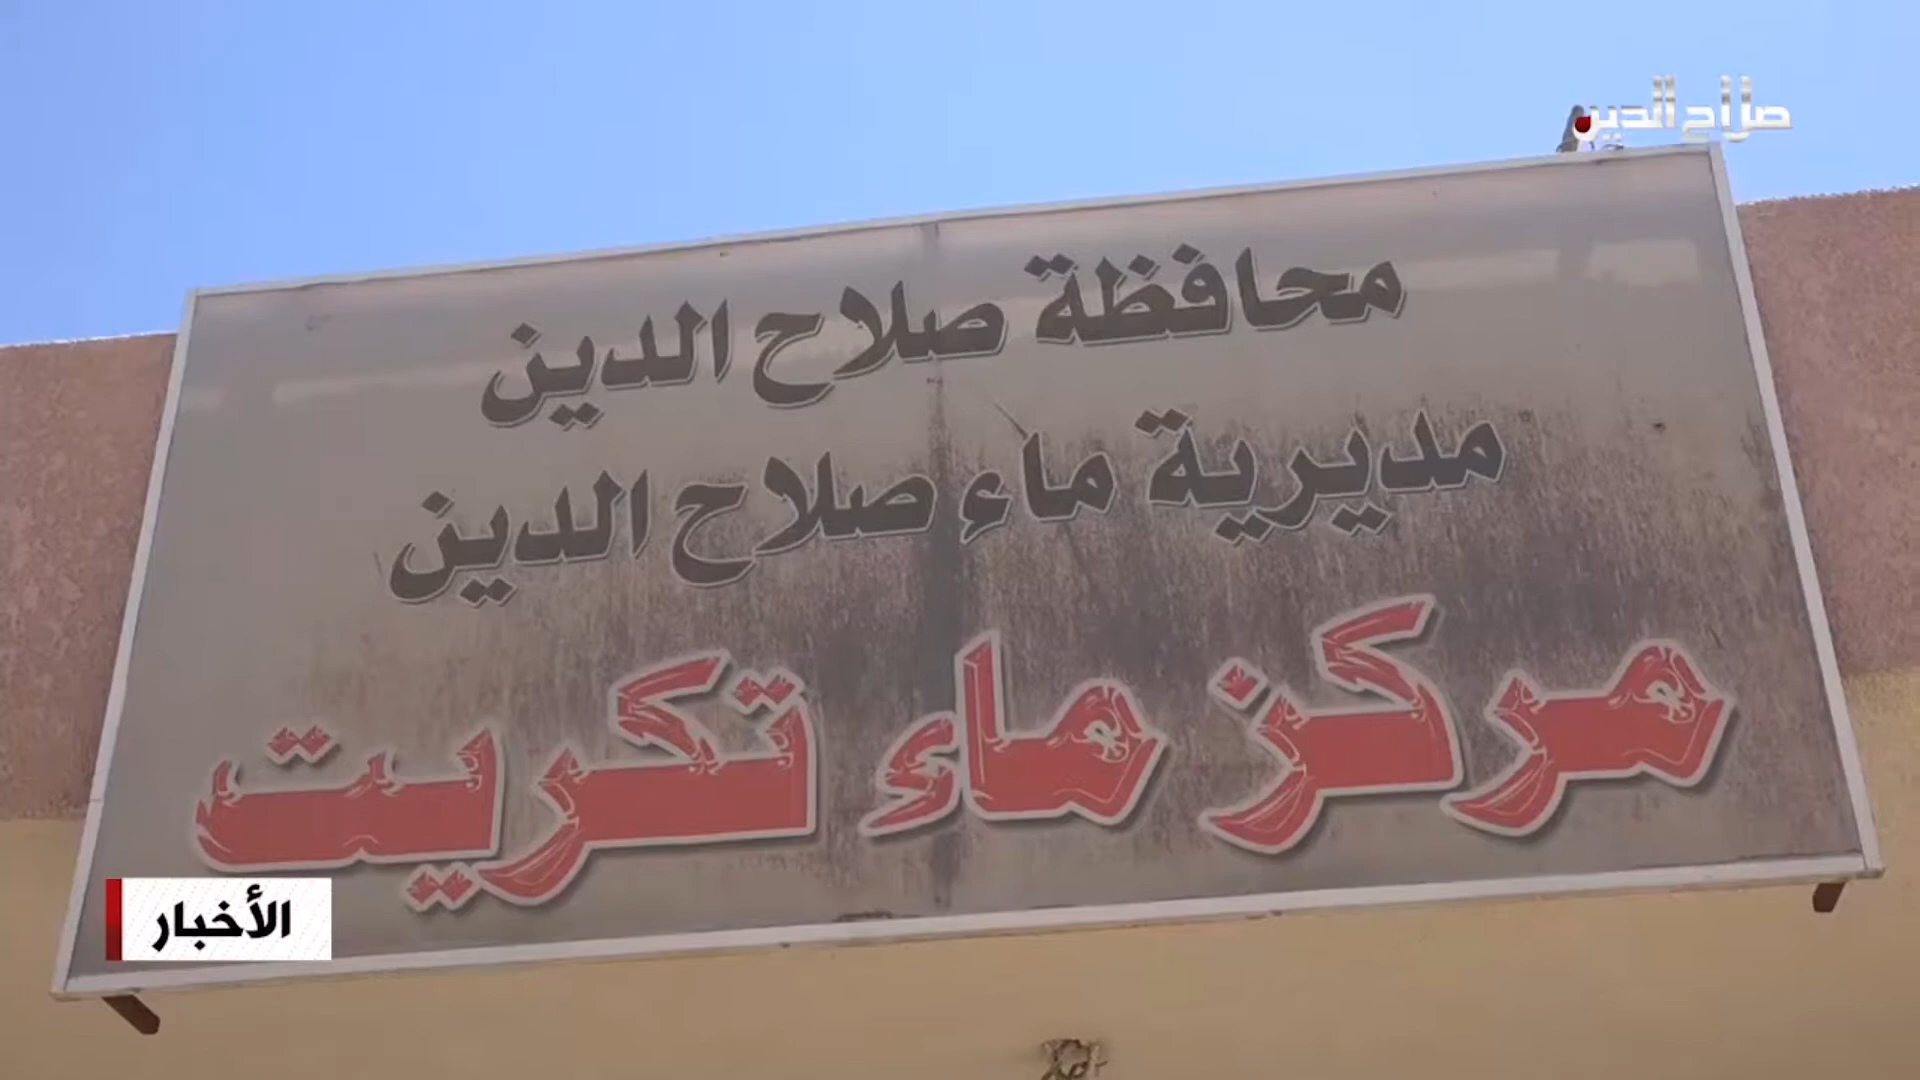 صلاح الدين
محافظة صلاح الدين
مديرية ماء صلاح الدين
مركز ماء تكريت
الأخبار